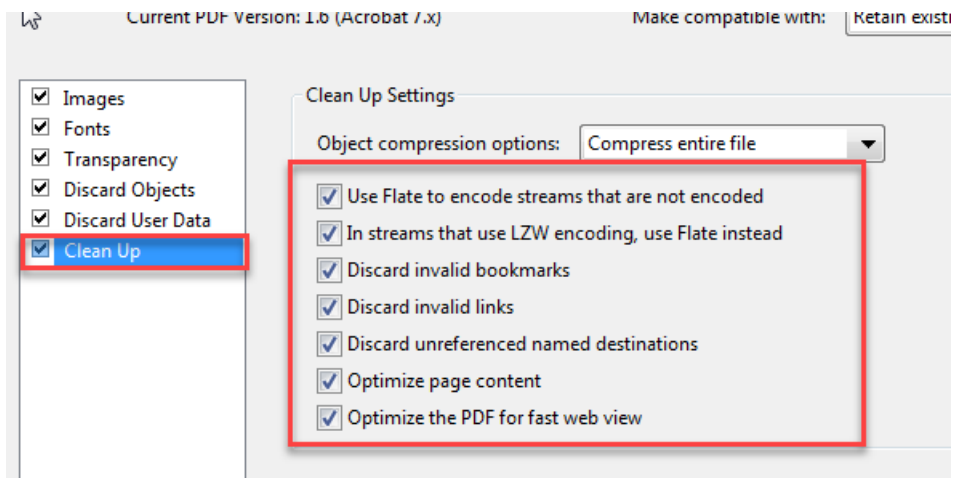 Current PDF Version: 1.6 (Acrobat 7.x) Make compatible with: Retain existi
Images
Fonts
Transparency
Discard Objects
Discard User Data
Clean Up
Clean Up Settings
Object compression options: Compress entire file
Use Flate to encode streams that are not encoded
In streams that use LZW encoding, use Flate instead
Discard invalid bookmarks
Discard invalid links
Discard unreferenced named destinations
Optimize page content
Optimize the PDF for fast web view